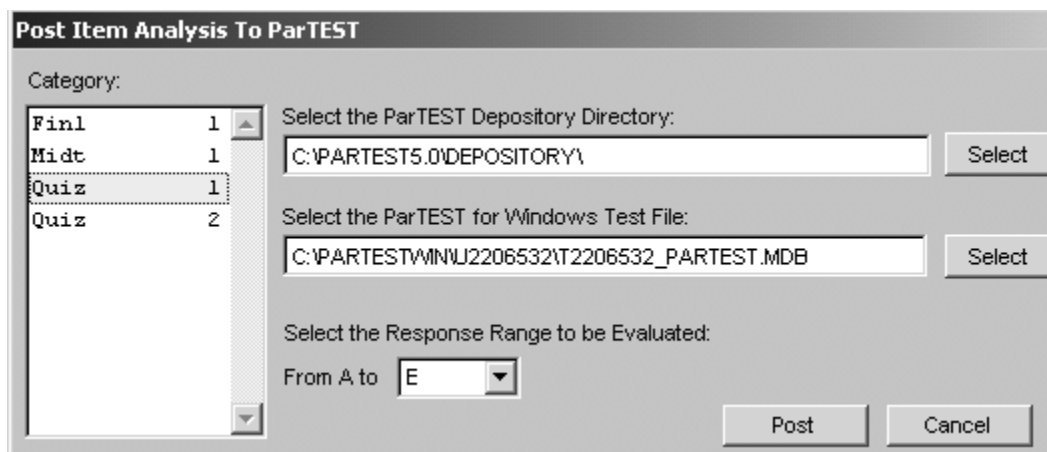 Post Item Analysis To ParTEST
Category:
Finl 1
Midt 1
Quiz 1
Quiz 2
Select the ParTEST Depository Directory:
C:\PARTEST5.0\DEPOSITORY\
Select
Select the ParTEST for Windows Test File:
C:\PARTESTWIN\U2206532\T2206532_PARTEST.MDB
Select
Select the Response Range to be Evaluated:
From A to E
Post Cancel